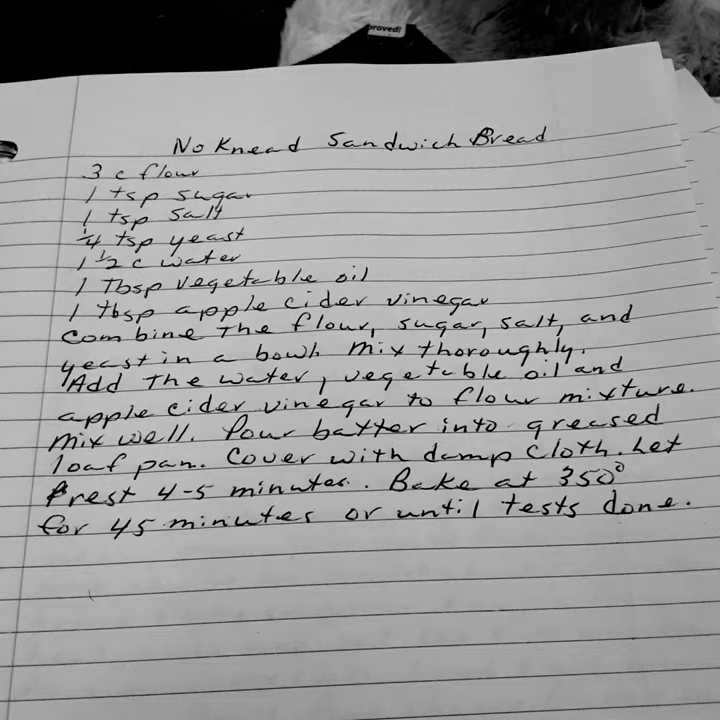 proved!
No Knead Sandwich Bread
3 c flour
1 tsp sugar
1 tsp salt
1/4 tsp yeast
1 1/2 c water
1 Tbsp vegetable oil
1 tbsp apple cider vinegar
Combine the flour, sugar, salt, and
yeast in a bowl. Mix thoroughly.
Add the water, vegetable oil and
apple cider vinegar to flour mixture.
Mix well. Pour batter into greased
loaf pan. Cover with damp cloth. Let
rest 4-5 minutes. Bake at 350°
for 45 minutes or until tests done.